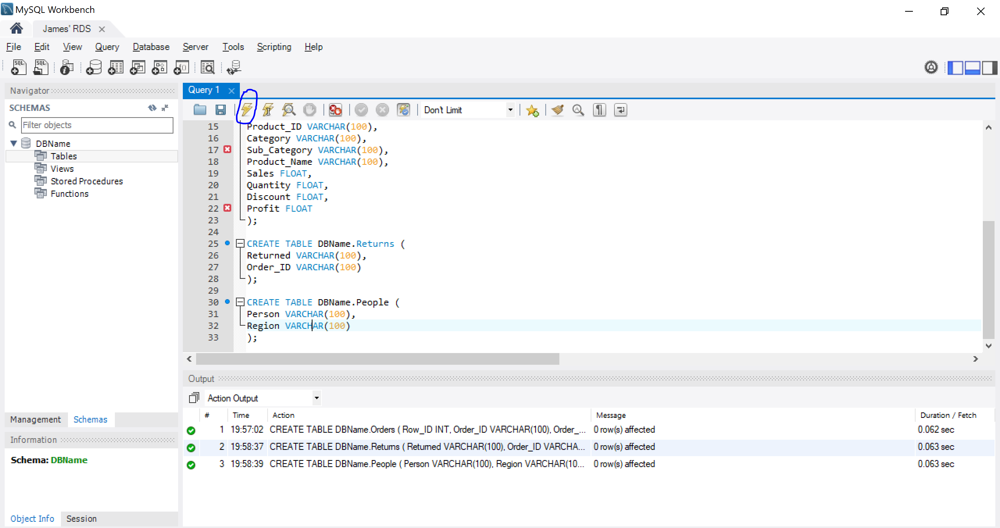 MySQL Workbench
James' RDS
File Edit View Query Database Server Tools Scripting Help
Navigator
SCHEMAS
Filter objects
DBName
Tables
Views
Stored Procedures
Functions
Management Schemas
Information
Schema: DBName
Object Info Session
Query 1
Don't Limit
15 Product_ID VARCHAR(100),
16 Category VARCHAR(100),
17 Sub_Category VARCHAR(100),
18 Product_Name VARCHAR(100),
19 Sales FLOAT,
20 Quantity FLOAT,
21 Discount FLOAT,
22 Profit FLOAT
23 );
24
25 CREATE TABLE DBName.Returns (
26 Returned VARCHAR(100),
27 Order_ID VARCHAR(100)
28 );
29
30 CREATE TABLE DBName.People (
31 Person VARCHAR(100),
32 Region VARCHAR(100)
33 );
Output
Action Output
# Time Action Message Duration / Fetch
1 19:57:02 CREATE TABLE DBName.Orders ( Row_ID INT, Order_ID VARCHAR(100), Order_... 0 row(s) affected 0.062 sec
2 19:58:37 CREATE TABLE DBName.Returns ( Returned VARCHAR(100), Order_ID VARCHA... 0 row(s) affected 0.063 sec
3 19:58:39 CREATE TABLE DBName.People ( Person VARCHAR(100), Region VARCHAR(10... 0 row(s) affected 0.063 sec